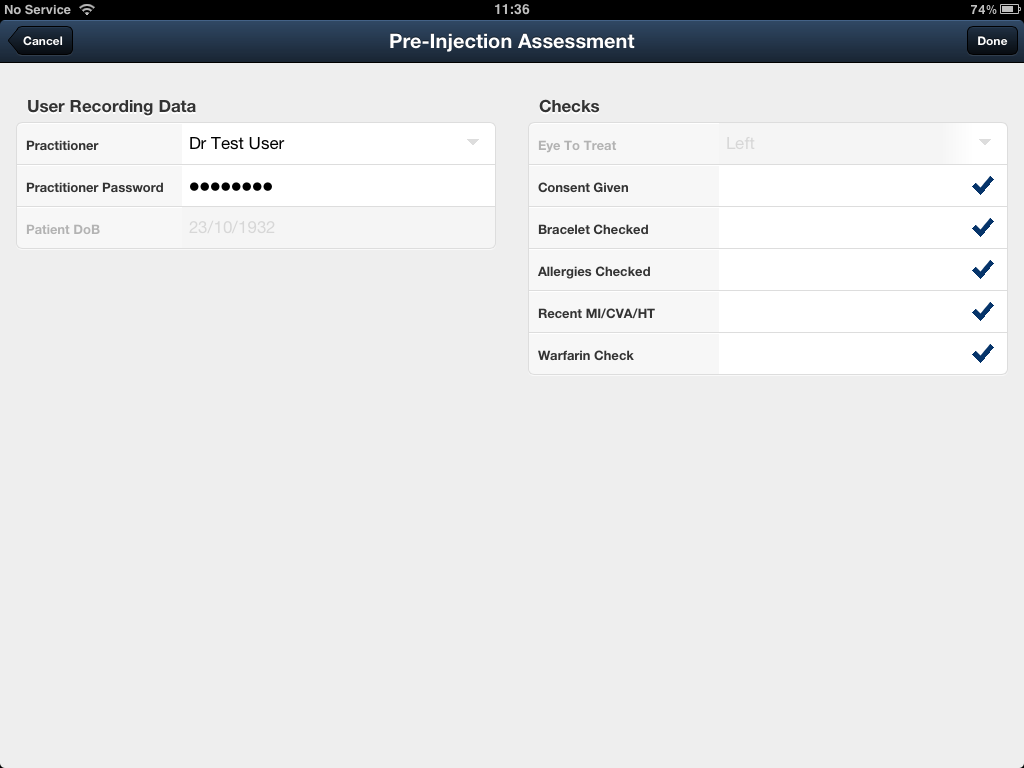 No Service 11:36 74%
Cancel Pre-Injection Assessment Done
User Recording Data
Practitioner Dr Test User
Practitioner Password ●●●●●●●●
Patient DoB 23/10/1932
Checks
Eye To Treat Left
Consent Given
Bracelet Checked
Allergies Checked
Recent MI/CVA/HT
Warfarin Check